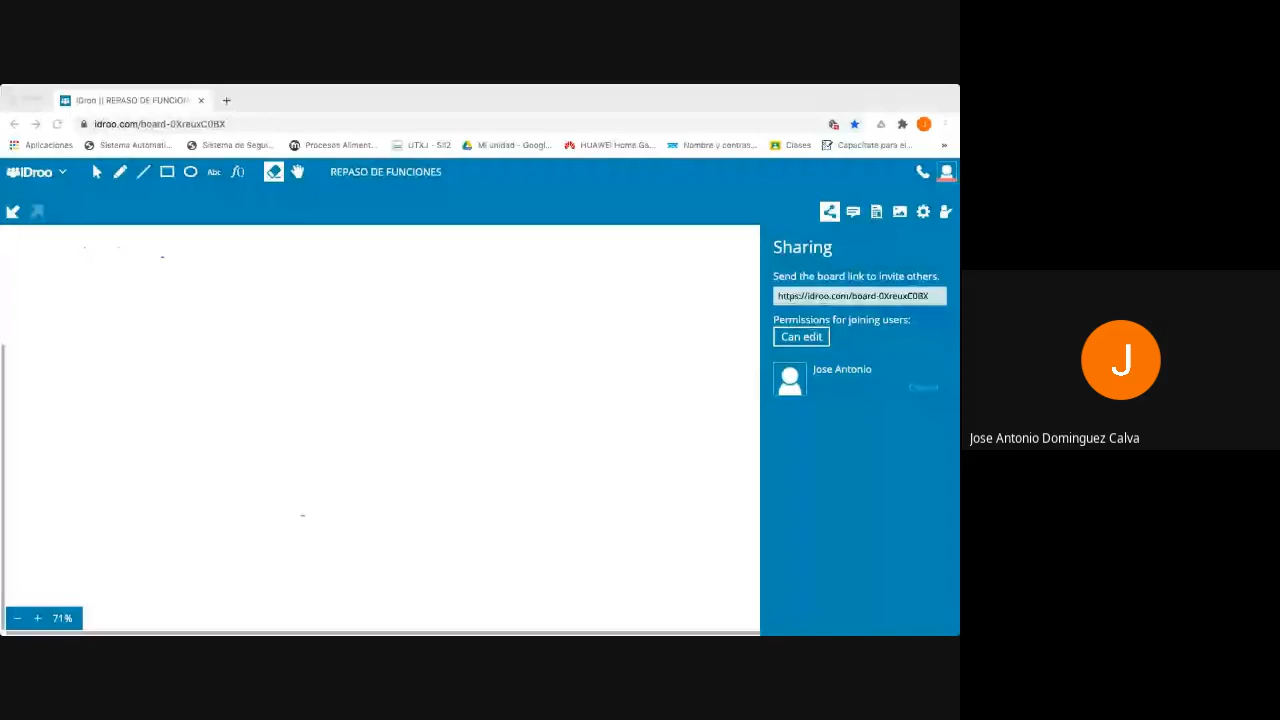 IDroo || REPASO DE FUNCION
idroo.com/board-0XreuxC0BX
Aplicaciones
Sistema Automati...
Sistema de Segui...
Procesos Aliment...
UTXJ - SII2
Mi unidad - Googl...
HUAWEI Home Ga...
Nombre y contras...
Clases
Capacítate para el...
»
IDroo
Abc
f()
REPASO DE FUNCIONES
Sharing
Send the board link to invite others.
https://idroo.com/board-0XreuxC0BX
Permissions for joining users:
Can edit
Jose Antonio
71%
J
Jose Antonio Dominguez Calva